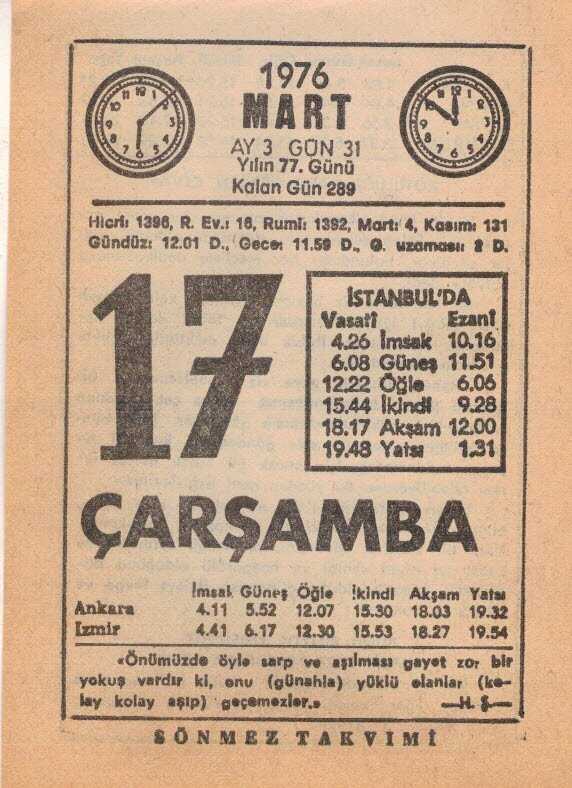 1976
MART
AY 3 GÜN 31
Yılın 77. Günü
Kalan Gün 289
Hicri: 1396, R. Ev.: 16, Rumi: 1392, Mart: 4, Kasım: 131
Gündüz: 12.01 D., Gece: 11.59 D., G. uzaması: 2 D.
17
İSTANBUL'DA
Vasatî Ezanî
4.26 İmsak 10.16
6.08 Güneş 11.51
12.22 Öğle 6.06
15.44 İkindi 9.28
18.17 Akşam 12.00
19.48 Yatsı 1.31
ÇARŞAMBA
İmsak Güneş Öğle İkindi Akşam Yatsı
Ankara 4.11 5.52 12.07 15.30 18.03 19.32
İzmir 4.41 6.17 12.30 15.53 18.27 19.54
«Önümüzde öyle sarp ve aşılması gayet zor bir
yokuş vardır ki, onu (günahla) yüklü olanlar (ko-
lay kolay aşıp) geçemezler.» —H. Ş.—
SÖNMEZ TAKVİMİ